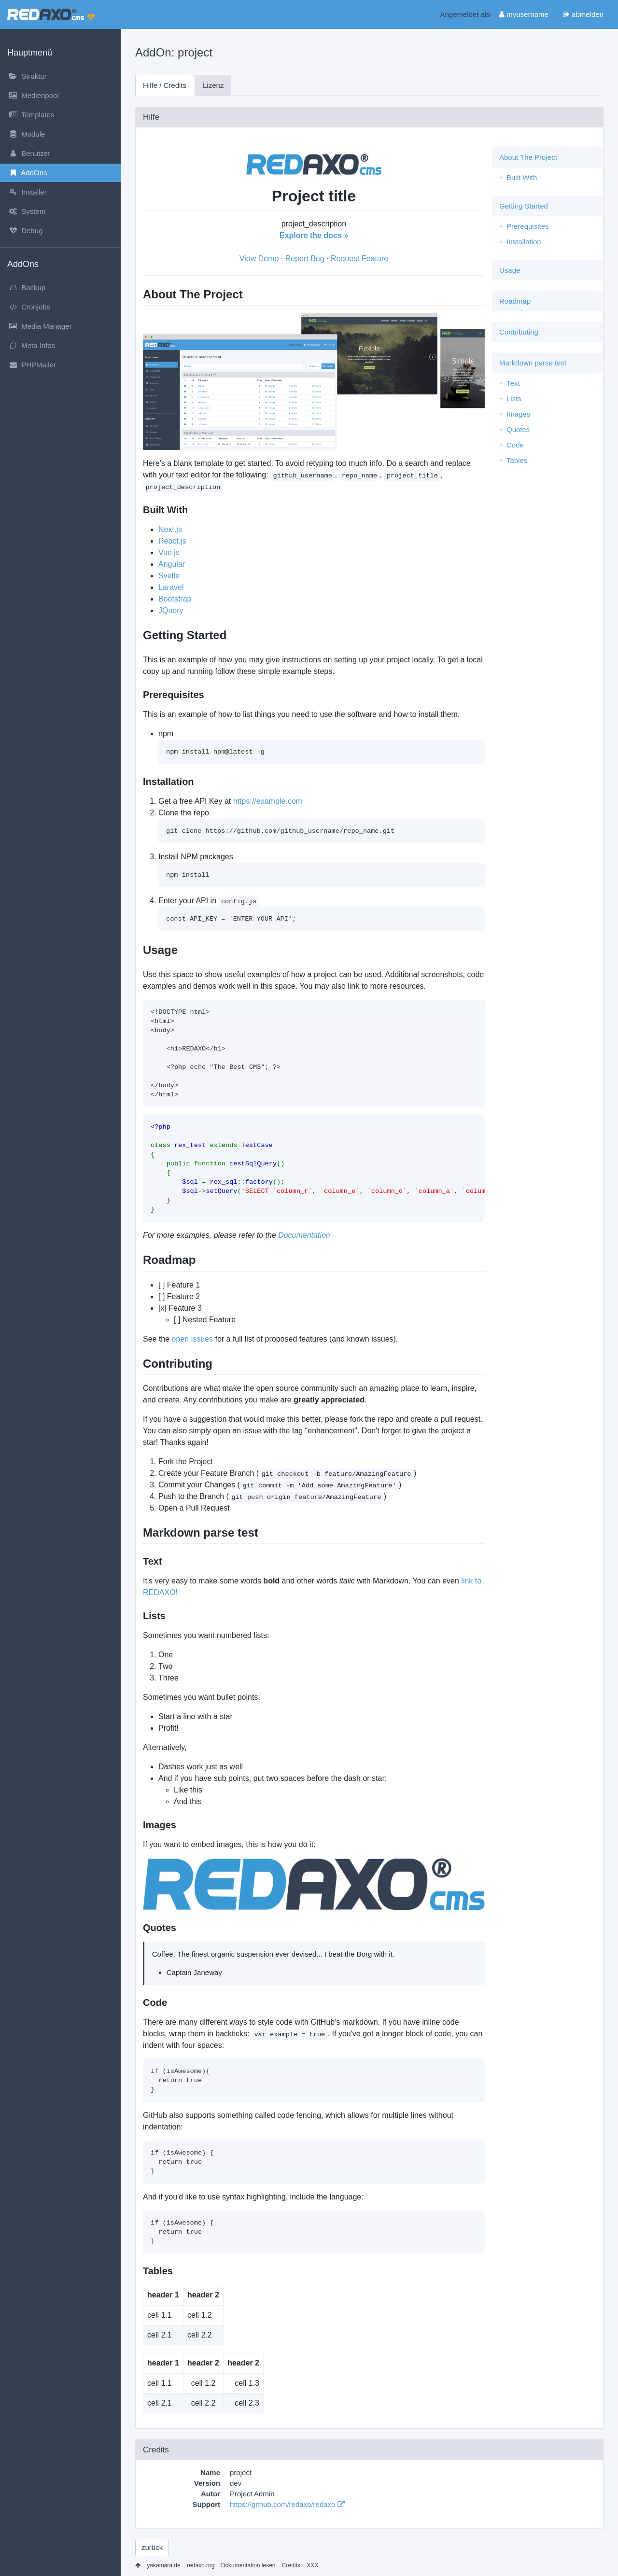 REDAXO® cms
Angemeldet als myusername abmelden
Hauptmenü
Struktur
Medienpool
Templates
Module
Benutzer
AddOns
Installer
System
Debug
AddOns
Backup
Cronjobs
Media Manager
Meta Infos
PHPMailer
AddOn: project
Hilfe / Credits Lizenz
Hilfe
REDAXO® cms
Project title
project_description
Explore the docs »
View Demo · Report Bug · Request Feature
About The Project
Built With
Getting Started
Prerequisites
Installation
Usage
Roadmap
Contributing
Markdown parse test
Text
Lists
Images
Quotes
Code
Tables
About The Project
Structure management
Flexible
Simple
Here's a blank template to get started: To avoid retyping too much info. Do a search and replace
with your text editor for the following: github_username , repo_name , project_title ,
project_description
Built With
Next.js
React.js
Vue.js
Angular
Svelte
Laravel
Bootstrap
JQuery
Getting Started
This is an example of how you may give instructions on setting up your project locally. To get a local
copy up and running follow these simple example steps.
Prerequisites
This is an example of how to list things you need to use the software and how to install them.
npm
npm install npm@latest -g
Installation
1. Get a free API Key at https://example.com
2. Clone the repo
git clone https://github.com/github_username/repo_name.git
3. Install NPM packages
npm install
4. Enter your API in config.js
const API_KEY = 'ENTER YOUR API';
Usage
Use this space to show useful examples of how a project can be used. Additional screenshots, code
examples and demos work well in this space. You may also link to more resources.
<!DOCTYPE html>
<html>
<body>
<h1>REDAXO</h1>
<?php echo "The Best CMS"; ?>
</body>
</html>
<?php
class rex_test extends TestCase
{
public function testSqlQuery()
{
$sql = rex_sql::factory();
$sql->setQuery('SELECT `column_r`, `column_e`, `column_d`, `column_a`, `colum
}
}
For more examples, please refer to the Documentation
Roadmap
[ ] Feature 1
[ ] Feature 2
[x] Feature 3
[ ] Nested Feature
See the open issues for a full list of proposed features (and known issues).
Contributing
Contributions are what make the open source community such an amazing place to learn, inspire,
and create. Any contributions you make are greatly appreciated.
If you have a suggestion that would make this better, please fork the repo and create a pull request.
You can also simply open an issue with the tag "enhancement". Don't forget to give the project a
star! Thanks again!
1. Fork the Project
2. Create your Feature Branch ( git checkout -b feature/AmazingFeature )
3. Commit your Changes ( git commit -m 'Add some AmazingFeature' )
4. Push to the Branch ( git push origin feature/AmazingFeature )
5. Open a Pull Request
Markdown parse test
Text
It's very easy to make some words bold and other words italic with Markdown. You can even link to
REDAXO!
Lists
Sometimes you want numbered lists:
1. One
2. Two
3. Three
Sometimes you want bullet points:
Start a line with a star
Profit!
Alternatively,
Dashes work just as well
And if you have sub points, put two spaces before the dash or star:
Like this
And this
Images
If you want to embed images, this is how you do it:
REDAXO® cms
Quotes
Coffee. The finest organic suspension ever devised... I beat the Borg with it.
Captain Janeway
Code
There are many different ways to style code with GitHub's markdown. If you have inline code
blocks, wrap them in backticks: var example = true . If you've got a longer block of code, you can
indent with four spaces:
if (isAwesome){
return true
}
GitHub also supports something called code fencing, which allows for multiple lines without
indentation:
if (isAwesome) {
return true
}
And if you'd like to use syntax highlighting, include the language:
if (isAwesome) {
return true
}
Tables
header 1 header 2
cell 1.1 cell 1.2
cell 2.1 cell 2.2
header 1 header 2 header 2
cell 1.1 cell 1.2 cell 1.3
cell 2.1 cell 2.2 cell 2.3
Credits
Name project
Version dev
Autor Project Admin
Support https://github.com/redaxo/redaxo
zurück
yakamara.de redaxo.org Dokumentation lesen Credits XXX